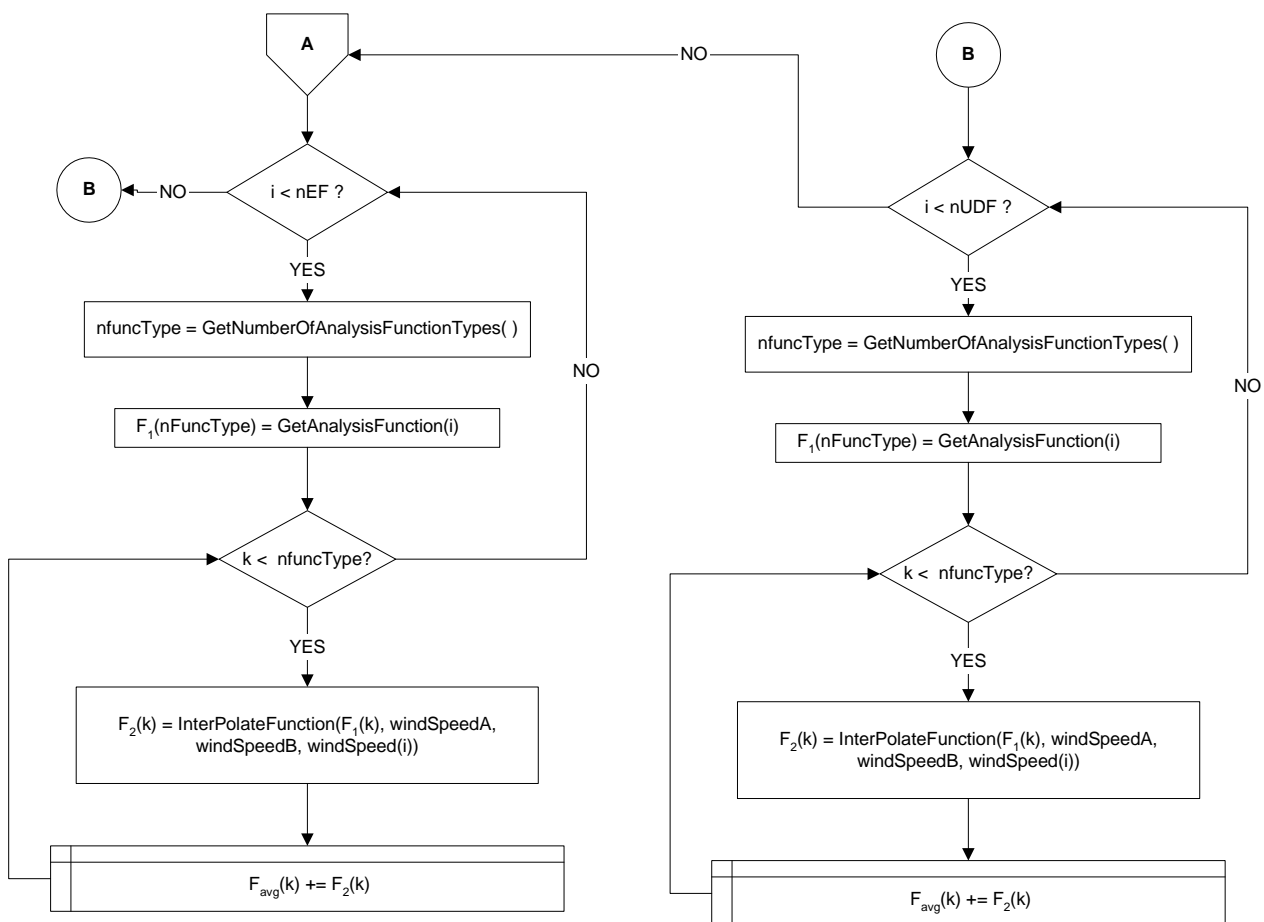 A
NO
B
B
NO
i < nEF ?
i < nUDF ?
YES
YES
nfuncType = GetNumberOfAnalysisFunctionTypes( )
nfuncType = GetNumberOfAnalysisFunctionTypes( )
NO
NO
F1(nFuncType) = GetAnalysisFunction(i)
F1(nFuncType) = GetAnalysisFunction(i)
k < nfuncType?
k < nfuncType?
YES
YES
F2(k) = InterPolateFunction(F1(k), windSpeedA,
windSpeedB, windSpeed(i))
F2(k) = InterPolateFunction(F1(k), windSpeedA,
windSpeedB, windSpeed(i))
Favg(k) += F2(k)
Favg(k) += F2(k)